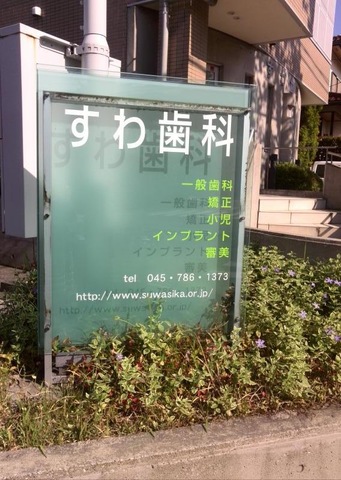 すわ歯科
一般歯科
矯正
小児
インプラント
審美
tel 045・786・1373
http://www.suwasika.or.jp/